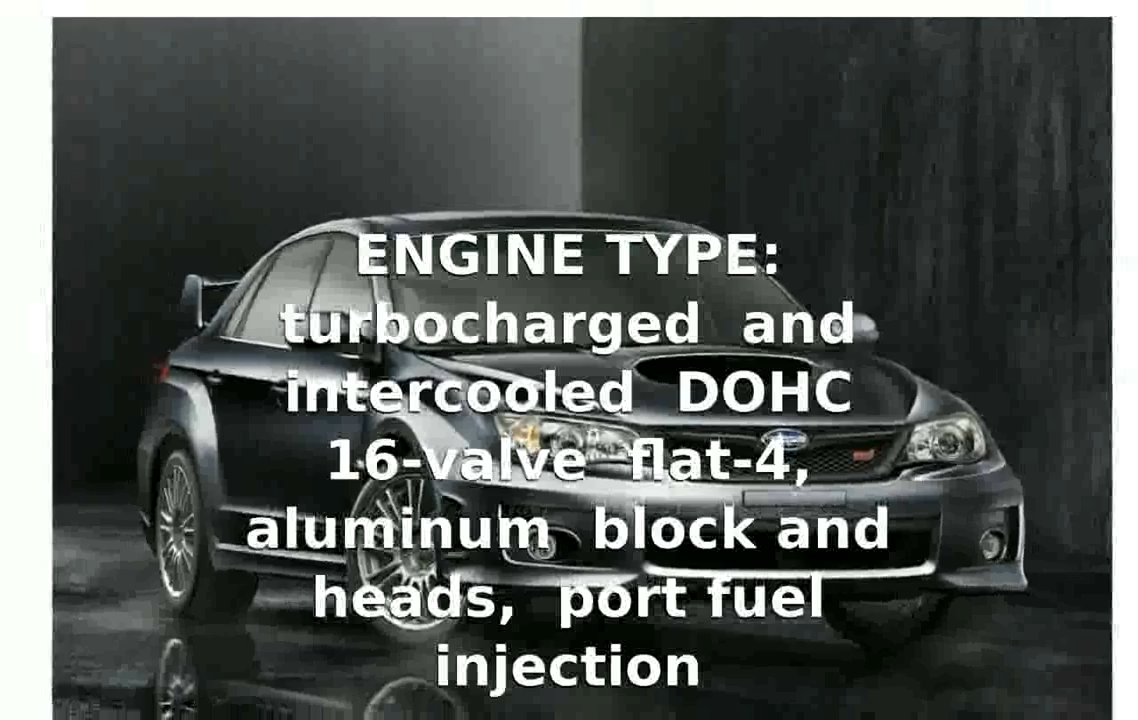 ENGINE TYPE:
turbocharged and
intercooled DOHC
16-valve flat-4,
aluminum block and
heads, port fuel
injection